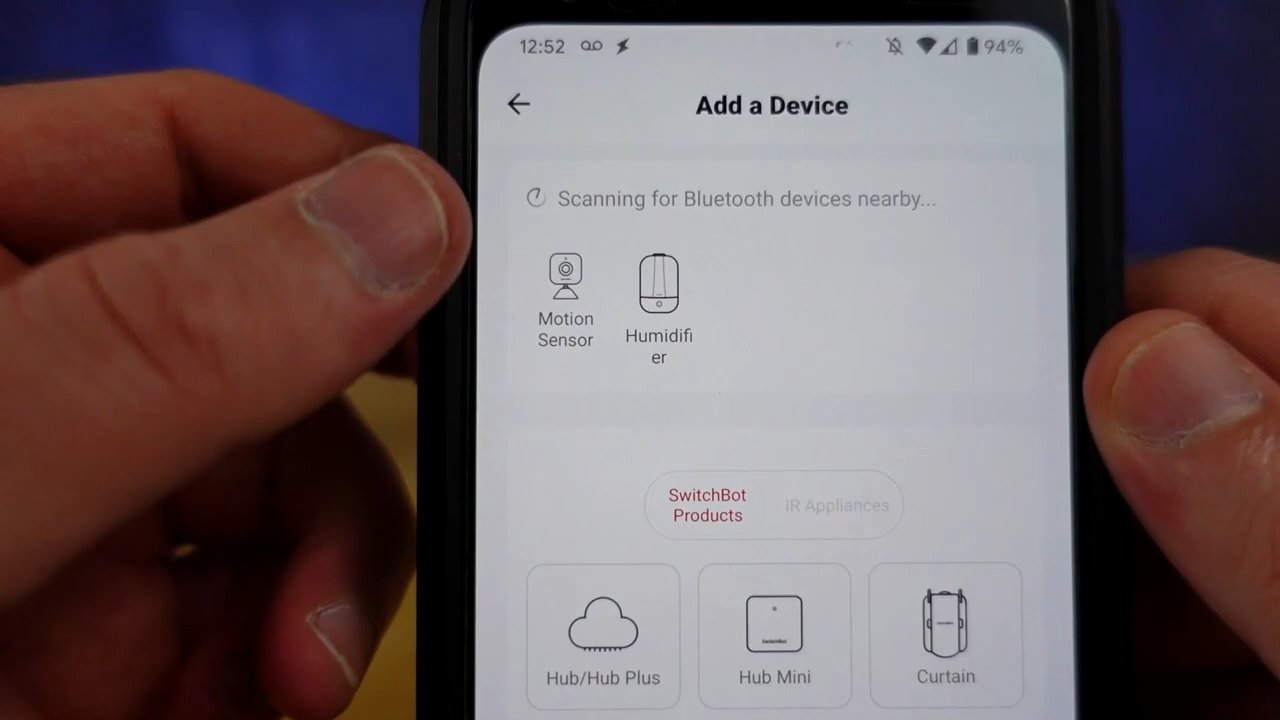 12:52 94%
Add a Device
Scanning for Bluetooth devices nearby...
Motion
Sensor
Humidifi
er
SwitchBot
Products
IR Appliances
Hub/Hub Plus
SwitchBot
Hub Mini
Curtain